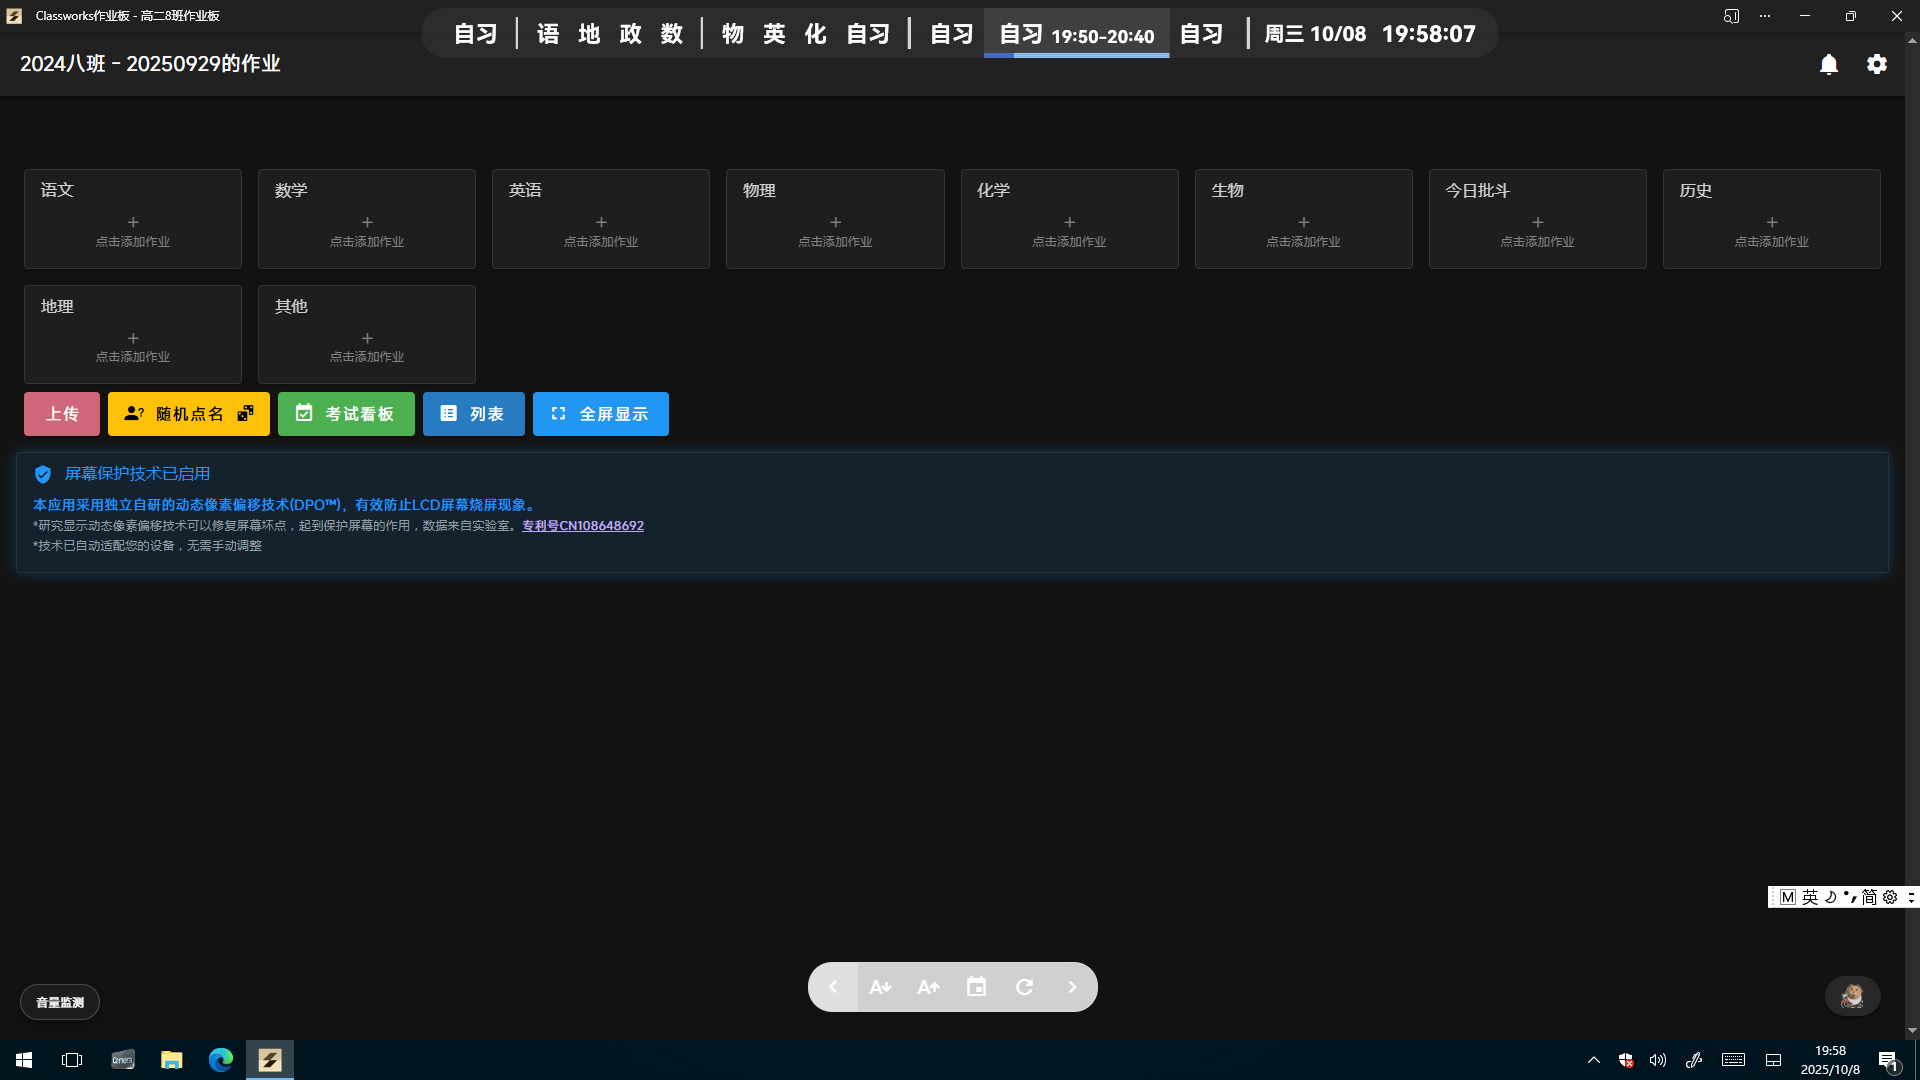 Classworks作业板 - 高二8班作业板
自习 语 地 政 数 物 英 化 自习 自习 自习 19:50-20:40 自习 周三 10/08 19:58:07
2024八班 - 20250929的作业
语文
点击添加作业
数学
点击添加作业
英语
点击添加作业
物理
点击添加作业
化学
点击添加作业
生物
点击添加作业
今日批斗
点击添加作业
历史
点击添加作业
地理
点击添加作业
其他
点击添加作业
上传
随机点名
考试看板
列表
全屏显示
屏幕保护技术已启用
本应用采用独立自研的动态像素偏移技术(DPO™)，有效防止LCD屏幕烧屏现象。
*研究显示动态像素偏移技术可以修复屏幕坏点，起到保护屏幕的作用，数据来自实验室。专利号CN108648692
*技术已自动适配您的设备，无需手动调整
M 英 简
音量监测
19:58
2025/10/8
1